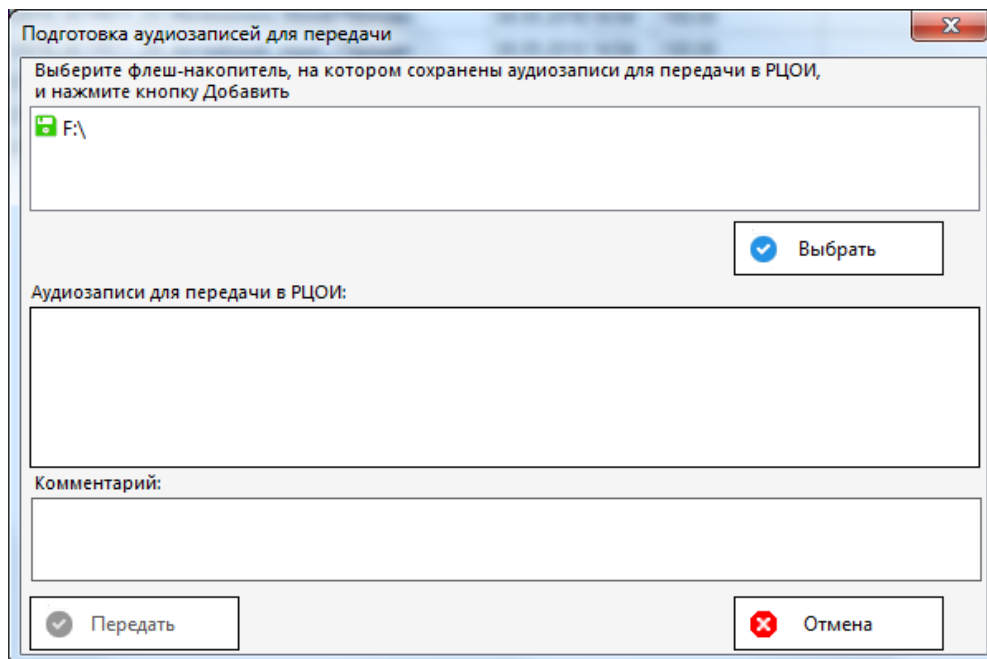 Подготовка аудиозаписей для передачи
Выберите флеш-накопитель, на котором сохранены аудиозаписи для передачи в РЦОИ,
и нажмите кнопку Добавить
F:\
Выбрать
Аудиозаписи для передачи в РЦОИ:
Комментарий:
Передать
Отмена